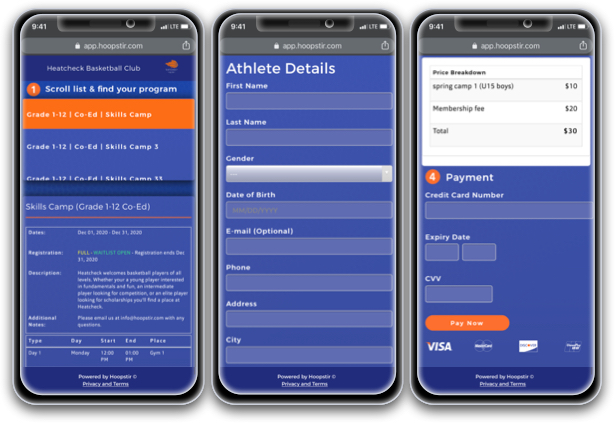 9:41
LTE
app.hoopstir.com
Heatcheck Basketball Club
1 Scroll list & find your program
Grade 1-12 | Co-Ed | Skills Camp
Grade 1-12 | Co-Ed | Skills Camp 3
Grade 1-12 | Co-Ed | Skills Camp 33
Skills Camp (Grade 1-12 Co-Ed)
Dates: Dec 01, 2020 - Dec 31, 2020
Registration: FULL - WAITLIST OPEN - Registration ends Dec
31, 2020
Description: Heatcheck welcomes basketball players of all
levels. Whether your a young player interested
in fundamentals and fun, an intermediate
player looking for competition, or an elite player
looking for scholarships you'll find a place at
Heatcheck.
Additional Notes: Please email us at info@hoopstir.com with any
questions.
Type Day Start End Place
Day 1 Monday 12:00 PM 01:00 PM Gym 1
Powered by Hoopstir ©
Privacy and Terms
9:41
LTE
app.hoopstir.com
Athlete Details
First Name
Last Name
Gender
---
Date of Birth
MM/DD/YYYY
E-mail (Optional)
Phone
Address
City
Powered by Hoopstir ©
Privacy and Terms
9:41
LTE
app.hoopstir.com
Price Breakdown
spring camp 1 (U15 boys) $10
Membership fee $20
Total $30
4 Payment
Credit Card Number
Expiry Date
CVV
Pay Now
VISA
MasterCard
DISCOVER
Powered by Hoopstir ©
Privacy and Terms